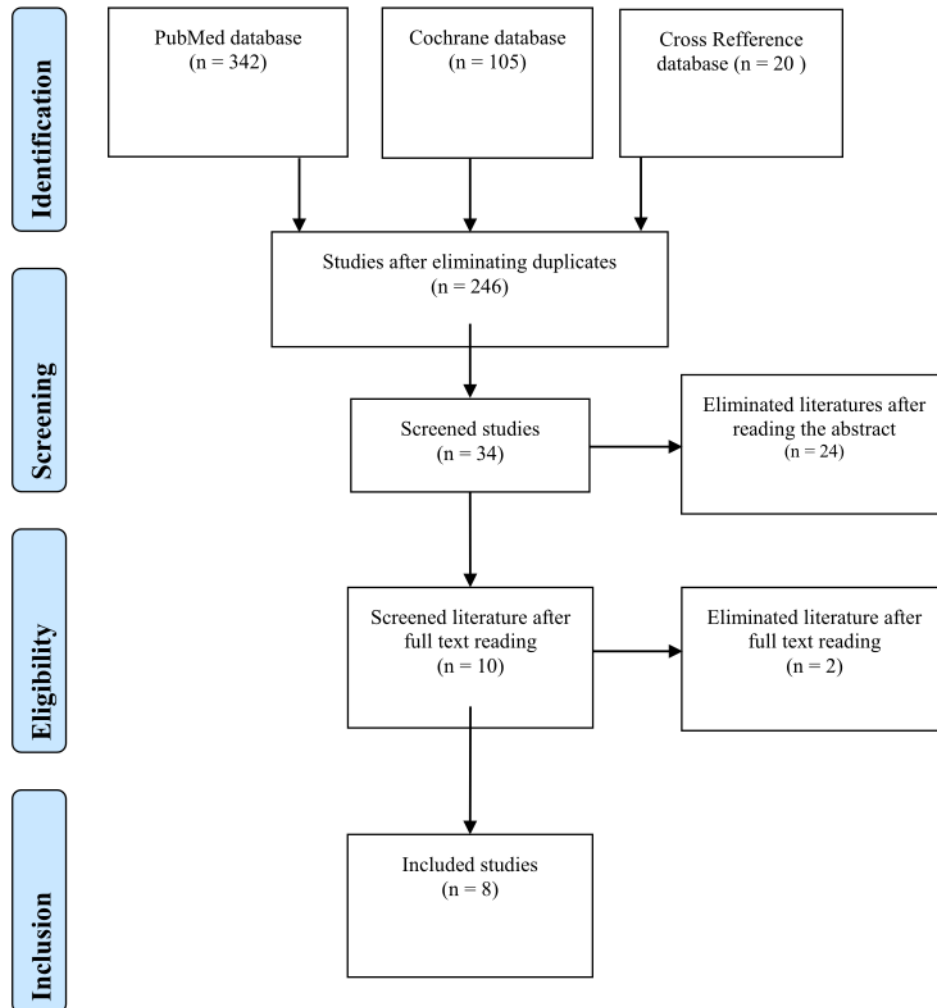 Identification
PubMed database
(n = 342)
Cochrane database
(n = 105)
Cross Refference
database (n = 20 )
Studies after eliminating duplicates
(n = 246)
Screening
Screened studies
(n = 34)
Eliminated literatures after
reading the abstract
(n = 24)
Eligibility
Screened literature after
full text reading
(n = 10)
Eliminated literature after
full text reading
(n = 2)
Inclusion
Included studies
(n = 8)